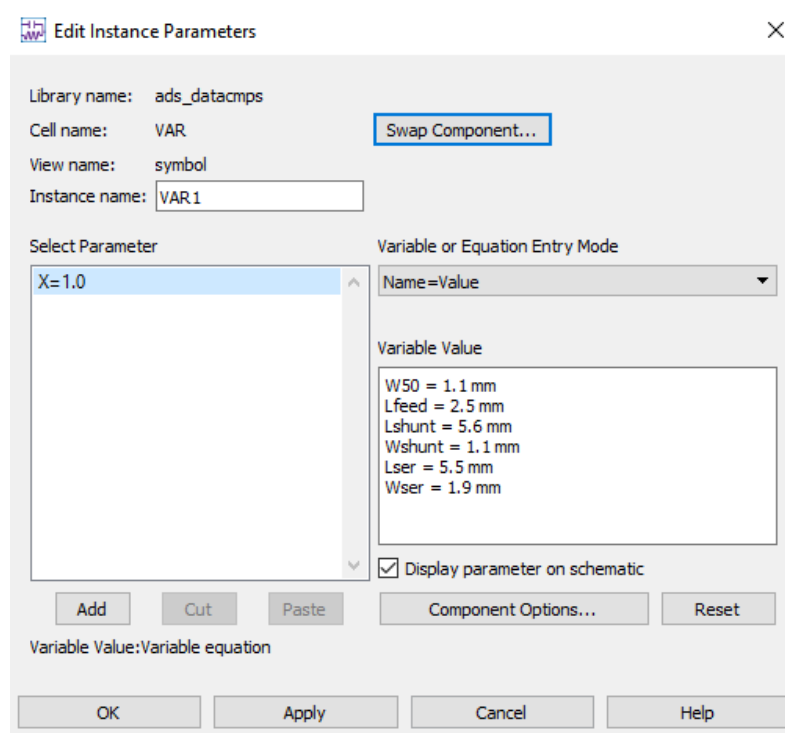 Edit Instance Parameters
Library name: ads_datacmps
Cell name: VAR
Swap Component...
View name: symbol
Instance name: VAR1
Select Parameter
Variable or Equation Entry Mode
X=1.0
Name=Value
Variable Value
W50 = 1.1 mm
Lfeed = 2.5 mm
Lshunt = 5.6 mm
Wshunt = 1.1 mm
Lser = 5.5 mm
Wser = 1.9 mm
Display parameter on schematic
Add
Cut
Paste
Component Options...
Reset
Variable Value:Variable equation
OK
Apply
Cancel
Help